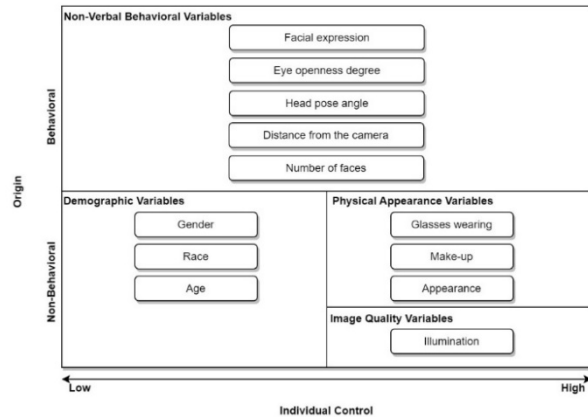 Non-Verbal Behavioral Variables
Facial expression
Eye openness degree
Head pose angle
Distance from the camera
Number of faces
Behavioral
Origin
Non-Behavioral
Demographic Variables
Gender
Race
Age
Physical Appearance Variables
Glasses wearing
Make-up
Appearance
Image Quality Variables
Illumination
Low
High
Individual Control